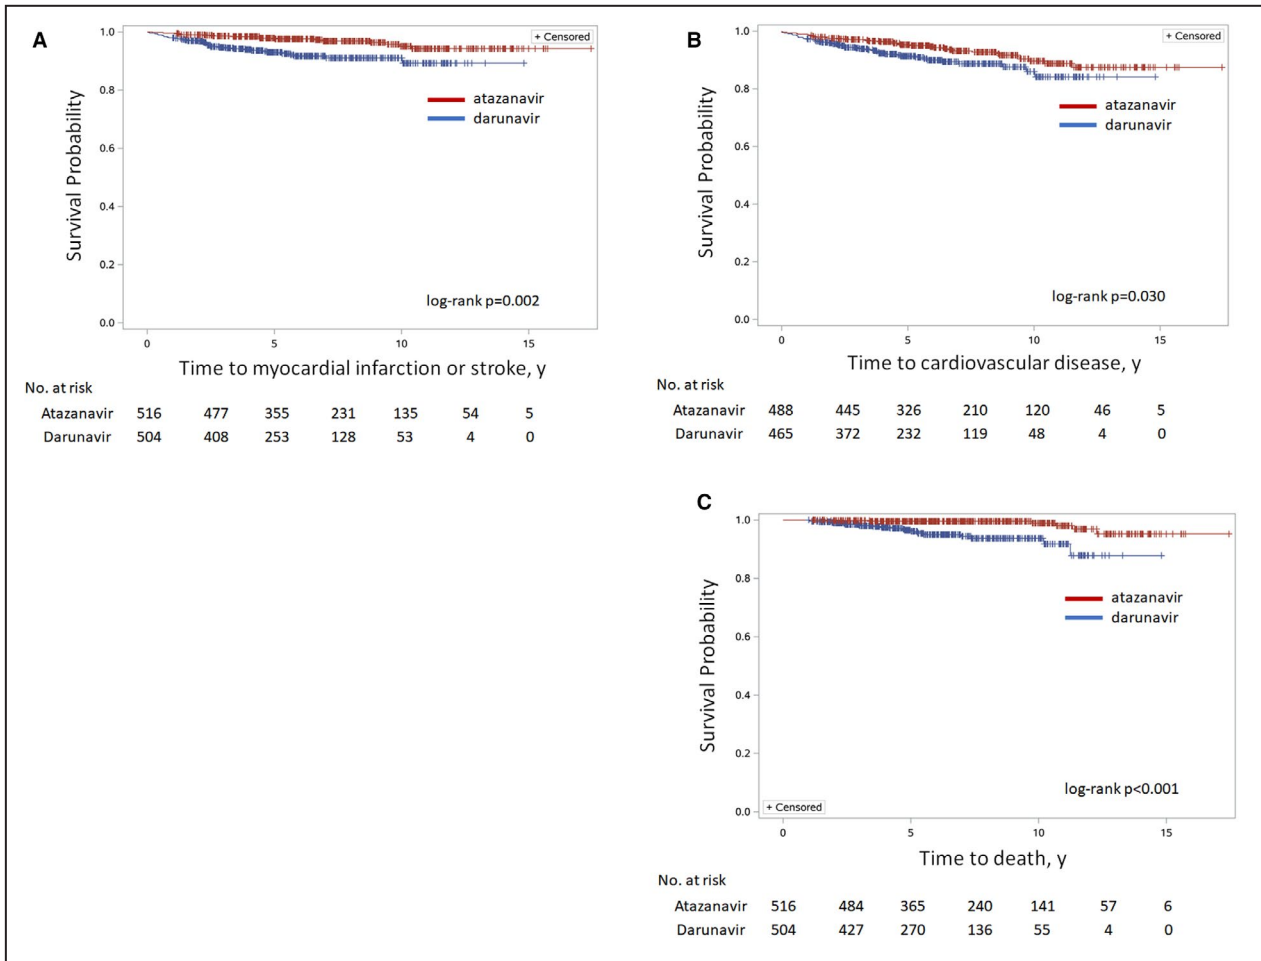 A
1.0
0.8
0.6
0.4
0.2
0.0
Survival Probability
+ Censored
atazanavir
darunavir
log-rank p=0.002
0 5 10 15
Time to myocardial infarction or stroke, y
No. at risk
Atazanavir 516 477 355 231 135 54 5
Darunavir 504 408 253 128 53 4 0
B
1.0
0.8
0.6
0.4
0.2
0.0
Survival Probability
+ Censored
atazanavir
darunavir
log-rank p=0.030
0 5 10 15
Time to cardiovascular disease, y
No. at risk
Atazanavir 488 445 326 210 120 46 5
Darunavir 465 372 232 119 48 4 0
C
1.0
0.8
0.6
0.4
0.2
0.0
Survival Probability
atazanavir
darunavir
log-rank p<0.001
+ Censored
0 5 10 15
Time to death, y
No. at risk
Atazanavir 516 484 365 240 141 57 6
Darunavir 504 427 270 136 55 4 0